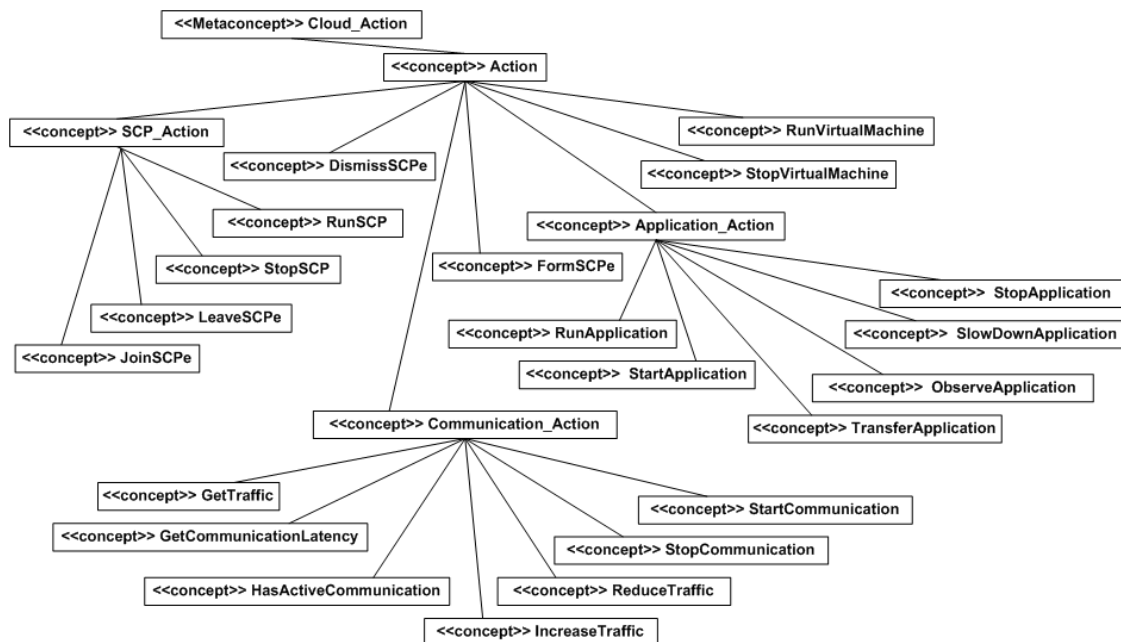 <<Metaconcept>> Cloud_Action
<<concept>> Action
<<concept>> SCP_Action
<<concept>> RunVirtualMachine
<<concept>> DismissSCPe
<<concept>> StopVirtualMachine
<<concept>> RunSCP
<<concept>> Application_Action
<<concept>> StopSCP
<<concept>> FormSCPe
<<concept>> StopApplication
<<concept>> LeaveSCPe
<<concept>> RunApplication
<<concept>> SlowDownApplication
<<concept>> JoinSCPe
<<concept>> StartApplication
<<concept>> ObserveApplication
<<concept>> Communication_Action
<<concept>> TransferApplication
<<concept>> GetTraffic
<<concept>> StartCommunication
<<concept>> GetCommunicationLatency
<<concept>> StopCommunication
<<concept>> HasActiveCommunication
<<concept>> ReduceTraffic
<<concept>> IncreaseTraffic